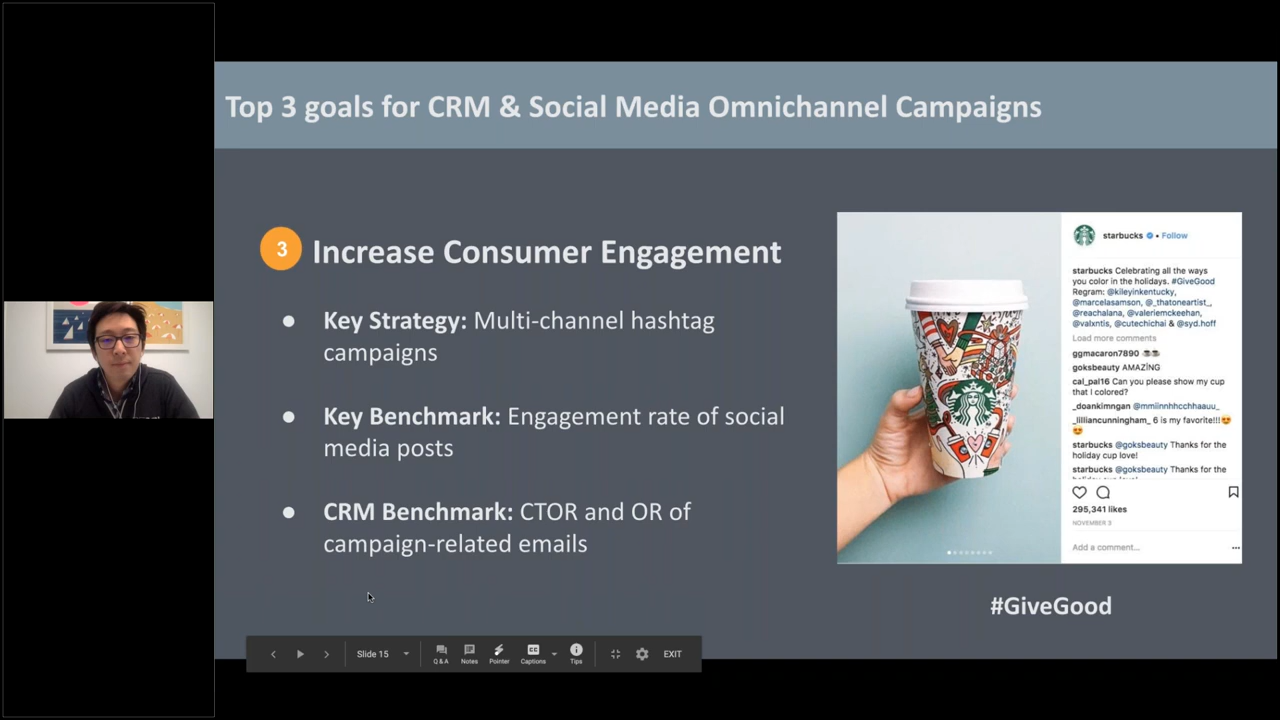 Top 3 goals for CRM & Social Media Omnichannel Campaigns
3 Increase Consumer Engagement
● Key Strategy: Multi-channel hashtag
campaigns
● Key Benchmark: Engagement rate of social
media posts
● CRM Benchmark: CTOR and OR of
campaign-related emails
starbucks • Follow
starbucks Celebrating all the ways
you color in the holidays. #GiveGood
Regram: @kileyinkentucky,
@marcelasamson, @_thatoneartist_,
@reachalana, @valeriemckeehan,
@valxntis, @cutechichai & @syd.hoff
Load more comments
ggmacaron7890
goksbeauty AMAZİNG
cal_pal16 Can you please show my cup
that I colored?
_doankimngan @mmiinnhhcchhaauu_
_lilliancunningham_ 6 is my favorite!!!😍
😍
starbucks @goksbeauty Thanks for the
holiday cup love!
starbucks @goksbeauty Thanks for the
295,341 likes
NOVEMBER 3
Add a comment...
#GiveGood
Slide 15
Q&A
Notes
Pointer
CC
Captions
Tips
EXIT